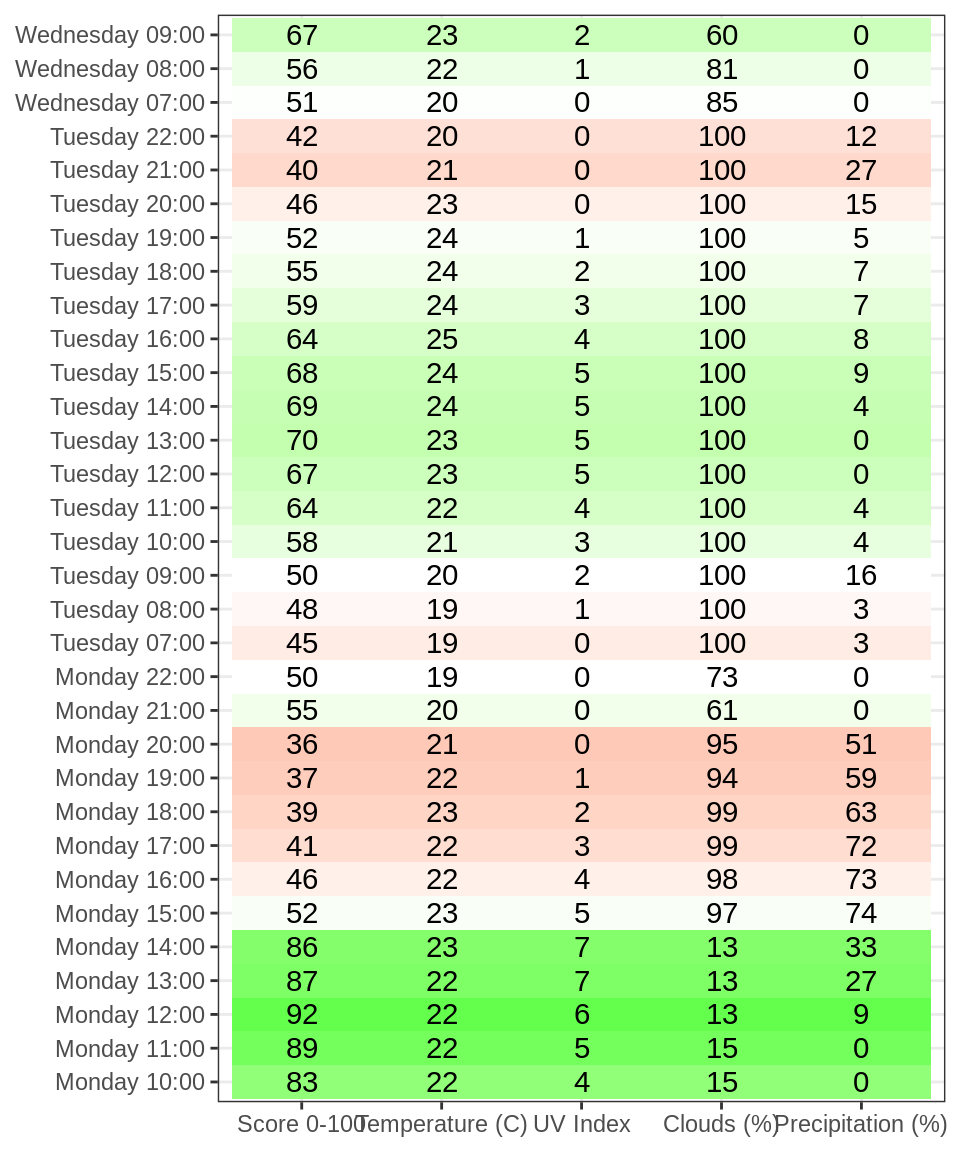 Wednesday 09:00 67 23 2 60 0
Wednesday 08:00 56 22 1 81 0
Wednesday 07:00 51 20 0 85 0
Tuesday 22:00 42 20 0 100 12
Tuesday 21:00 40 21 0 100 27
Tuesday 20:00 46 23 0 100 15
Tuesday 19:00 52 24 1 100 5
Tuesday 18:00 55 24 2 100 7
Tuesday 17:00 59 24 3 100 7
Tuesday 16:00 64 25 4 100 8
Tuesday 15:00 68 24 5 100 9
Tuesday 14:00 69 24 5 100 4
Tuesday 13:00 70 23 5 100 0
Tuesday 12:00 67 23 5 100 0
Tuesday 11:00 64 22 4 100 4
Tuesday 10:00 58 21 3 100 4
Tuesday 09:00 50 20 2 100 16
Tuesday 08:00 48 19 1 100 3
Tuesday 07:00 45 19 0 100 3
Monday 22:00 50 19 0 73 0
Monday 21:00 55 20 0 61 0
Monday 20:00 36 21 0 95 51
Monday 19:00 37 22 1 94 59
Monday 18:00 39 23 2 99 63
Monday 17:00 41 22 3 99 72
Monday 16:00 46 22 4 98 73
Monday 15:00 52 23 5 97 74
Monday 14:00 86 23 7 13 33
Monday 13:00 87 22 7 13 27
Monday 12:00 92 22 6 13 9
Monday 11:00 89 22 5 15 0
Monday 10:00 83 22 4 15 0
Score 0-100 Temperature (C) UV Index Clouds (%) Precipitation (%)